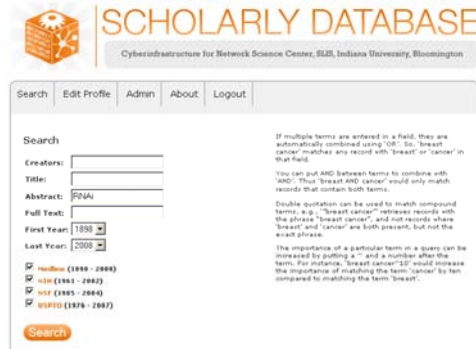 SCHOLARLY DATABASE
Cyberinfrastructure for Network Science Center, SLIS, Indiana University, Bloomington
Search Edit Profile Admin About Logout
Search
Creators:
Title:
Abstract: RNAi
Full Text:
First Year: 1898
Last Year: 2008
Medline (1898 - 2008)
NIH (1961 - 2002)
NSF (1985 - 2004)
USPTO (1976 - 2007)
Search
If multiple terms are entered in a field, they are
automatically combined using 'OR'. So, 'breast
cancer' matches any record with 'breast' or 'cancer' in
that field.
You can put AND between terms to combine with
'AND'. Thus 'breast AND cancer' would only match
records that contain both terms.
Double quotation can be used to match compound
terms, e.g., '"breast cancer"' retrieves records with
the phrase "breast cancer", and not records where
'breast' and 'cancer' are both present, but not the
exact phrase.
The importance of a particular term in a query can be
increased by putting a ^ and a number after the
term. For instance, 'breast cancer^10' would increase
the importance of matching the term 'cancer' by ten
compared to matching the term 'breast'.